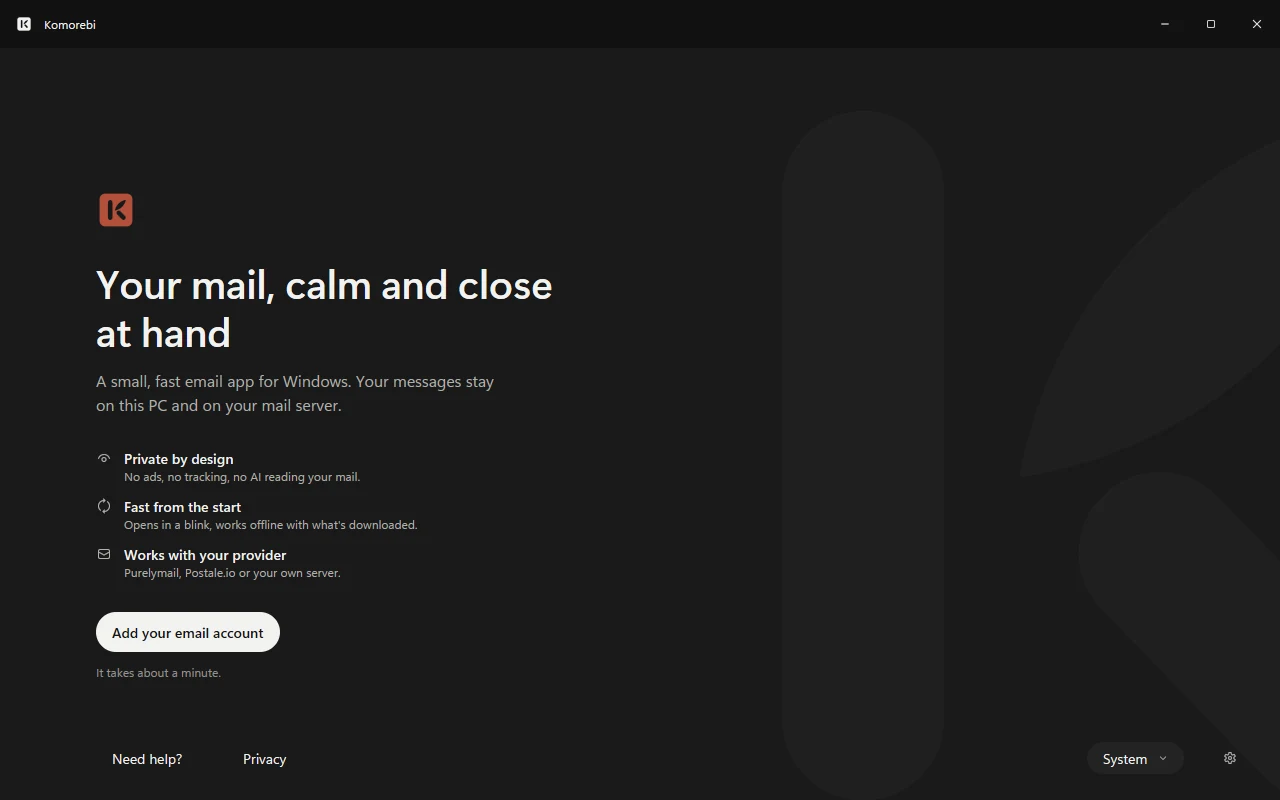 Komorebi
Your mail, calm and close
at hand
A small, fast email app for Windows. Your messages stay
on this PC and on your mail server.
Private by design
No ads, no tracking, no AI reading your mail.
Fast from the start
Opens in a blink, works offline with what's downloaded.
Works with your provider
Purelymail, Postale.io or your own server.
Add your email account
It takes about a minute.
Need help?
Privacy
System